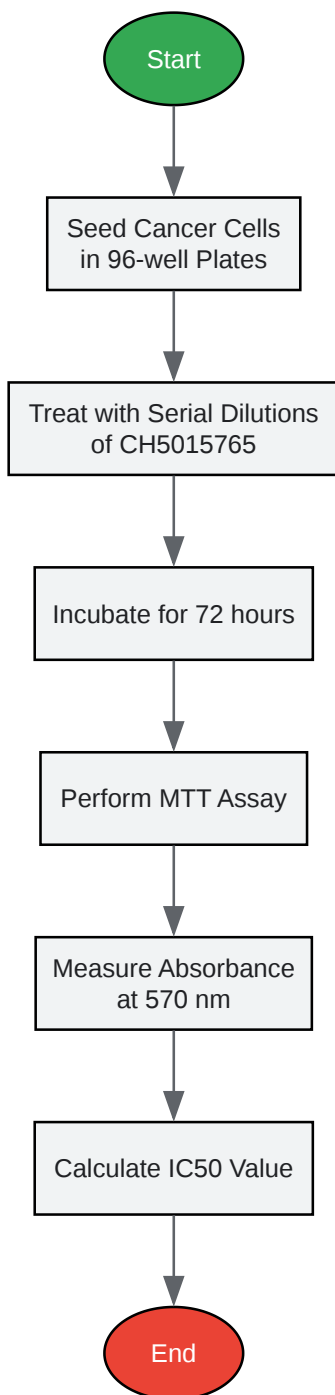 Start
Seed Cancer Cells
in 96-well Plates
Treat with Serial Dilutions
of CH5015765
Incubate for 72 hours
Perform MTT Assay
Measure Absorbance
at 570 nm
Calculate IC50 Value
End